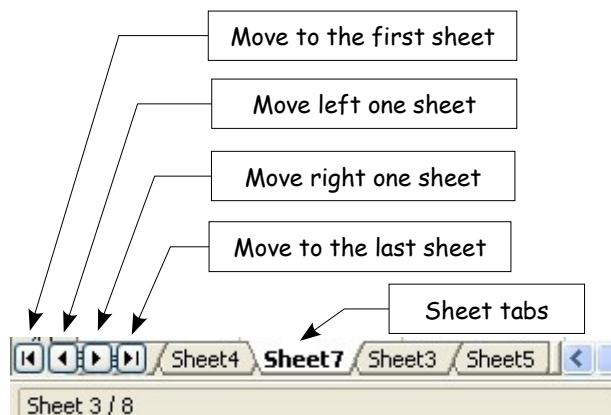 Move to the first sheet
Move left one sheet
Move right one sheet
Move to the last sheet
Sheet tabs
Sheet4 Sheet7 Sheet3 Sheet5
Sheet 3 / 8